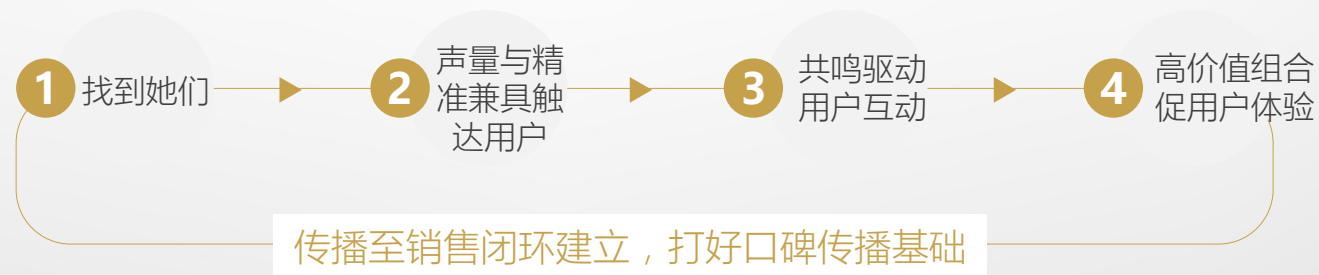 1 找到她们
2 声量与精
准兼具触
达用户
3 共鸣驱动
用户互动
4 高价值组合
促用户体验
传播至销售闭环建立，打好口碑传播基础